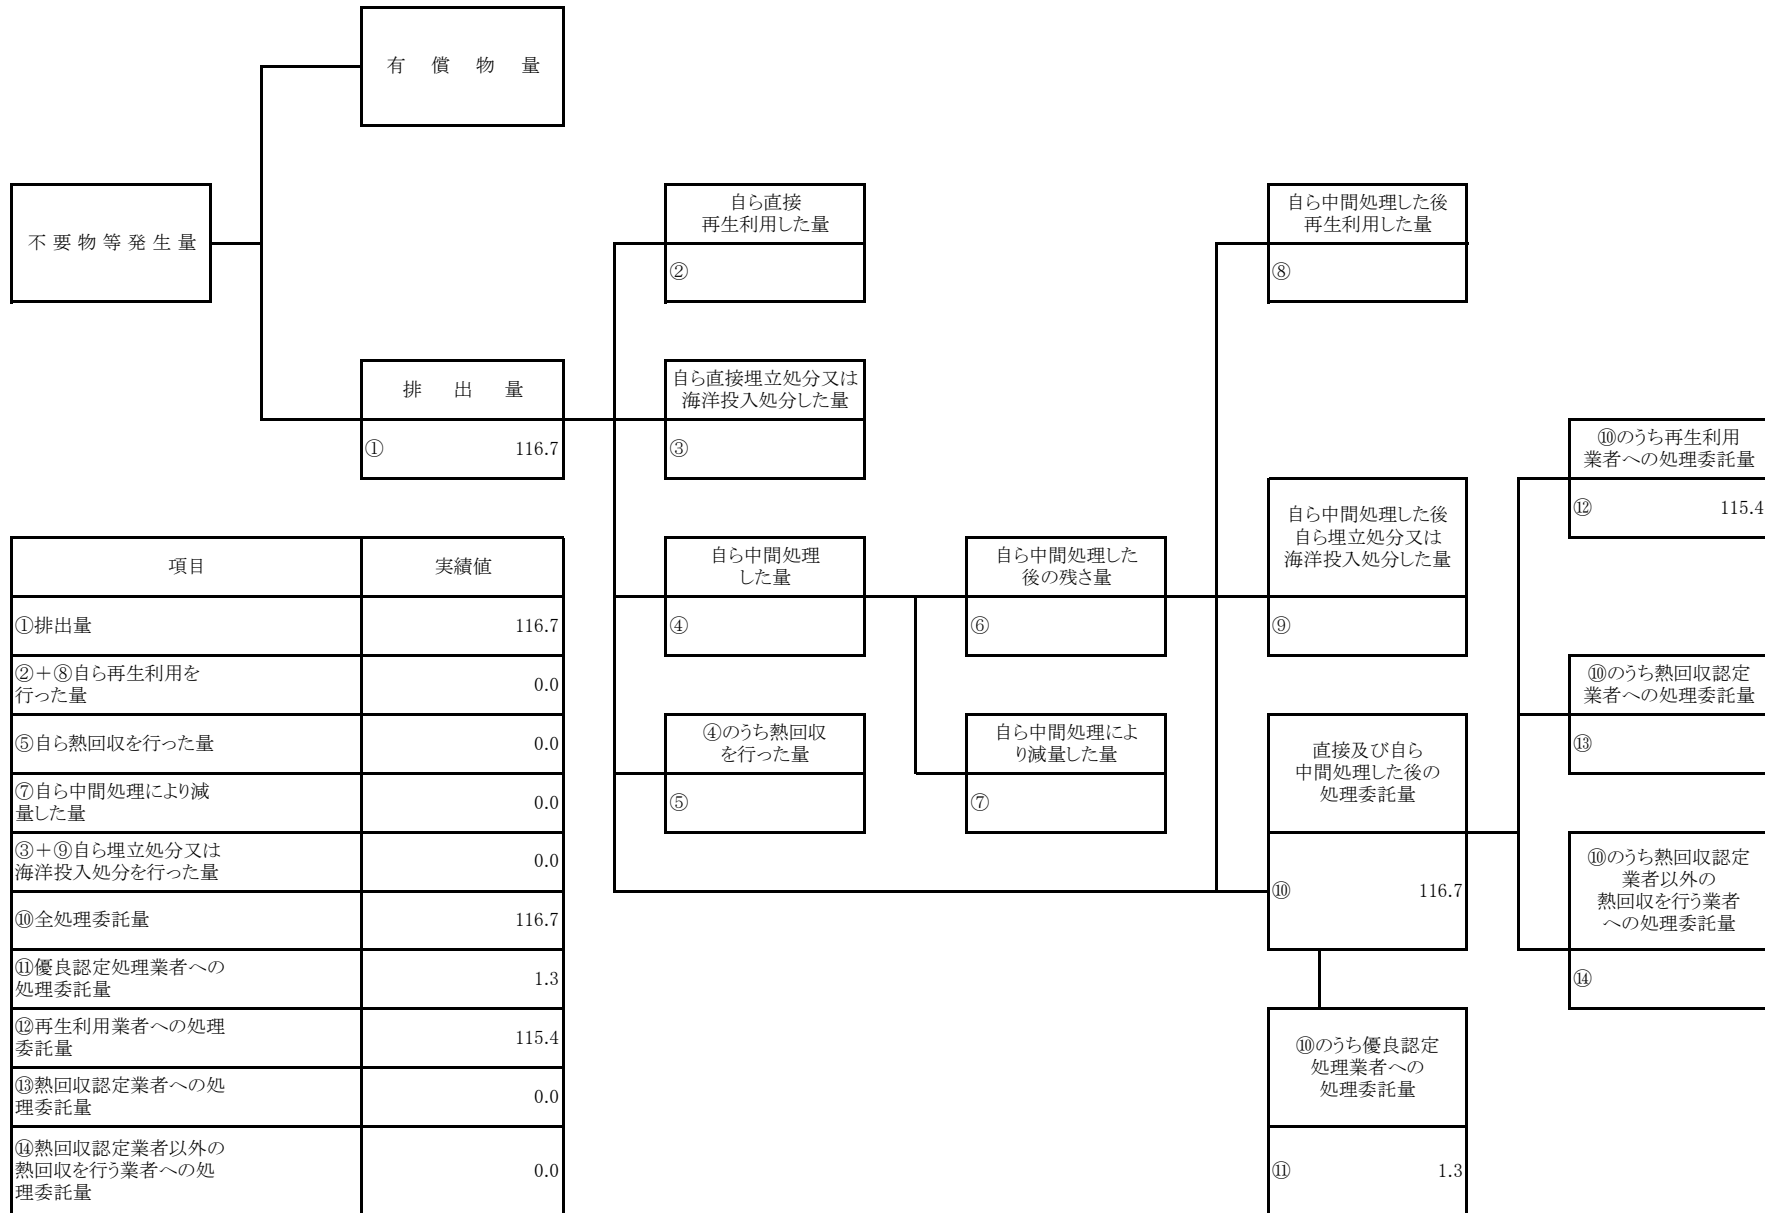 有 償 物 量
不 要 物 等 発 生 量
自ら直接
再生利用した量
②
自ら中間処理した後
再生利用した量
⑧
排 出 量
① 116.7
自ら直接埋立処分又は
海洋投入処分した量
③
⑩のうち再生利用
業者への処理委託量
⑫ 115.4
自ら中間処理
した量
④
自ら中間処理した
後の残さ量
⑥
自ら中間処理した後
自ら埋立処分又は
海洋投入処分した量
⑨
⑩のうち熱回収認定
業者への処理委託量
⑬
④のうち熱回収
を行った量
⑤
自ら中間処理によ
り減量した量
⑦
直接及び自ら
中間処理した後の
処理委託量
⑩ 116.7
⑩のうち熱回収認定
業者以外の
熱回収を行う業者
への処理委託量
⑭
⑩のうち優良認定
処理業者への
処理委託量
⑪ 1.3
項目 実績値
①排出量 116.7
②＋⑧自ら再生利用を
行った量 0.0
⑤自ら熱回収を行った量 0.0
⑦自ら中間処理により減
量した量 0.0
③＋⑨自ら埋立処分又は
海洋投入処分を行った量 0.0
⑩全処理委託量 116.7
⑪優良認定処理業者への
処理委託量 1.3
⑫再生利用業者への処理
委託量 115.4
⑬熱回収認定業者への処
理委託量 0.0
⑭熱回収認定業者以外の
熱回収を行う業者への処
理委託量 0.0